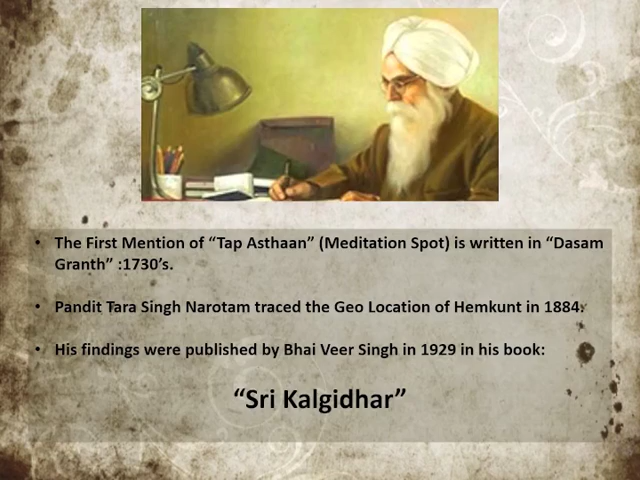 • The First Mention of “Tap Asthaan” (Meditation Spot) is written in “Dasam
Granth” :1730’s.
• Pandit Tara Singh Narotam traced the Geo Location of Hemkunt in 1884.
• His findings were published by Bhai Veer Singh in 1929 in his book:
“Sri Kalgidhar”